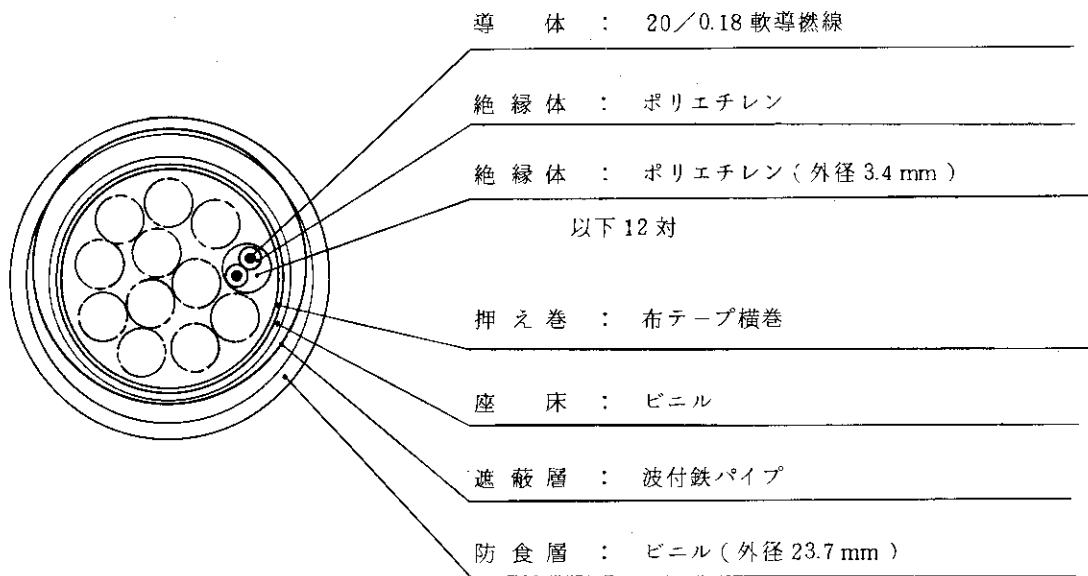 導体 : 20/0.18 軟導撚線
絶縁体 : ポリエチレン
絶縁体 : ポリエチレン(外径 3.4 mm)
以下 12 対
押え巻 : 布テープ横巻
座床 : ビニル
遮蔽層 : 波付鉄パイプ
防食層 : ビニル(外径 23.7 mm)